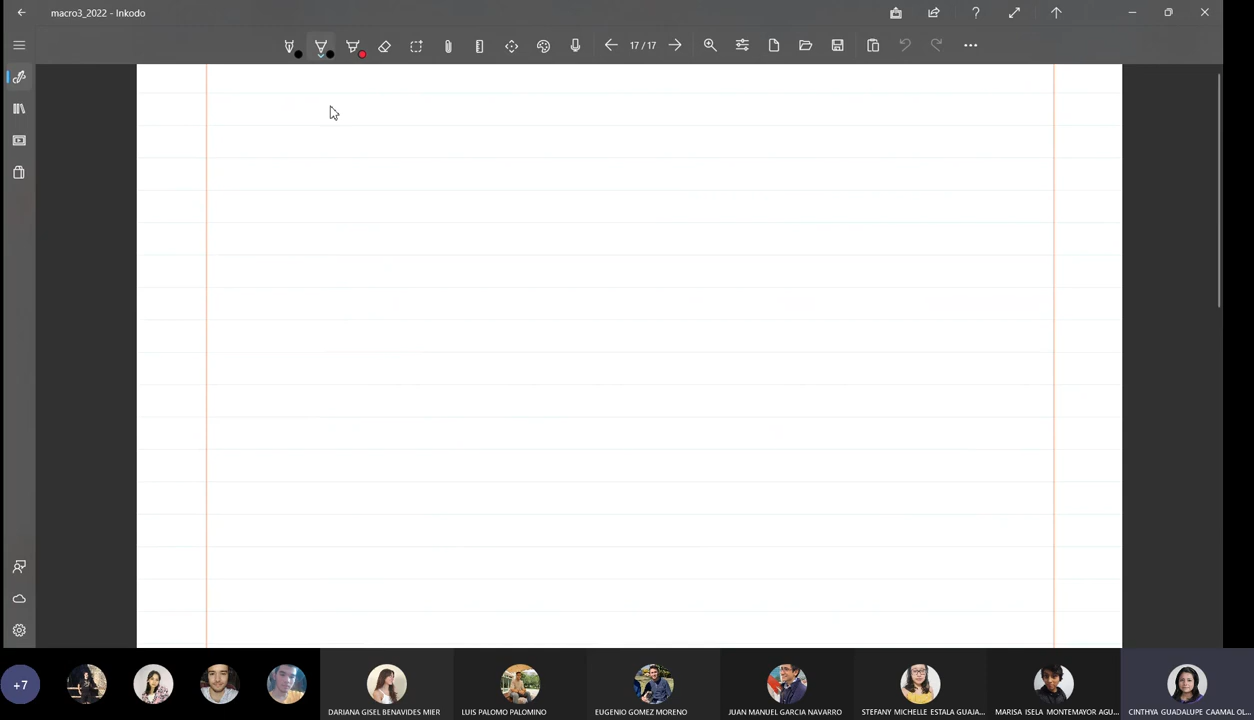 macro3_2022 - Inkodo
17 / 17
+7
DARIANA GISEL BENAVIDES MIER
LUIS PALOMO PALOMINO
EUGENIO GOMEZ MORENO
JUAN MANUEL GARCIA NAVARRO
STEFANY MICHELLE ESTALA GUAJA...
MARISA ISELA MONTEMAYOR AGU...
CINTHYA GUADALUPE CAAMAL OL...